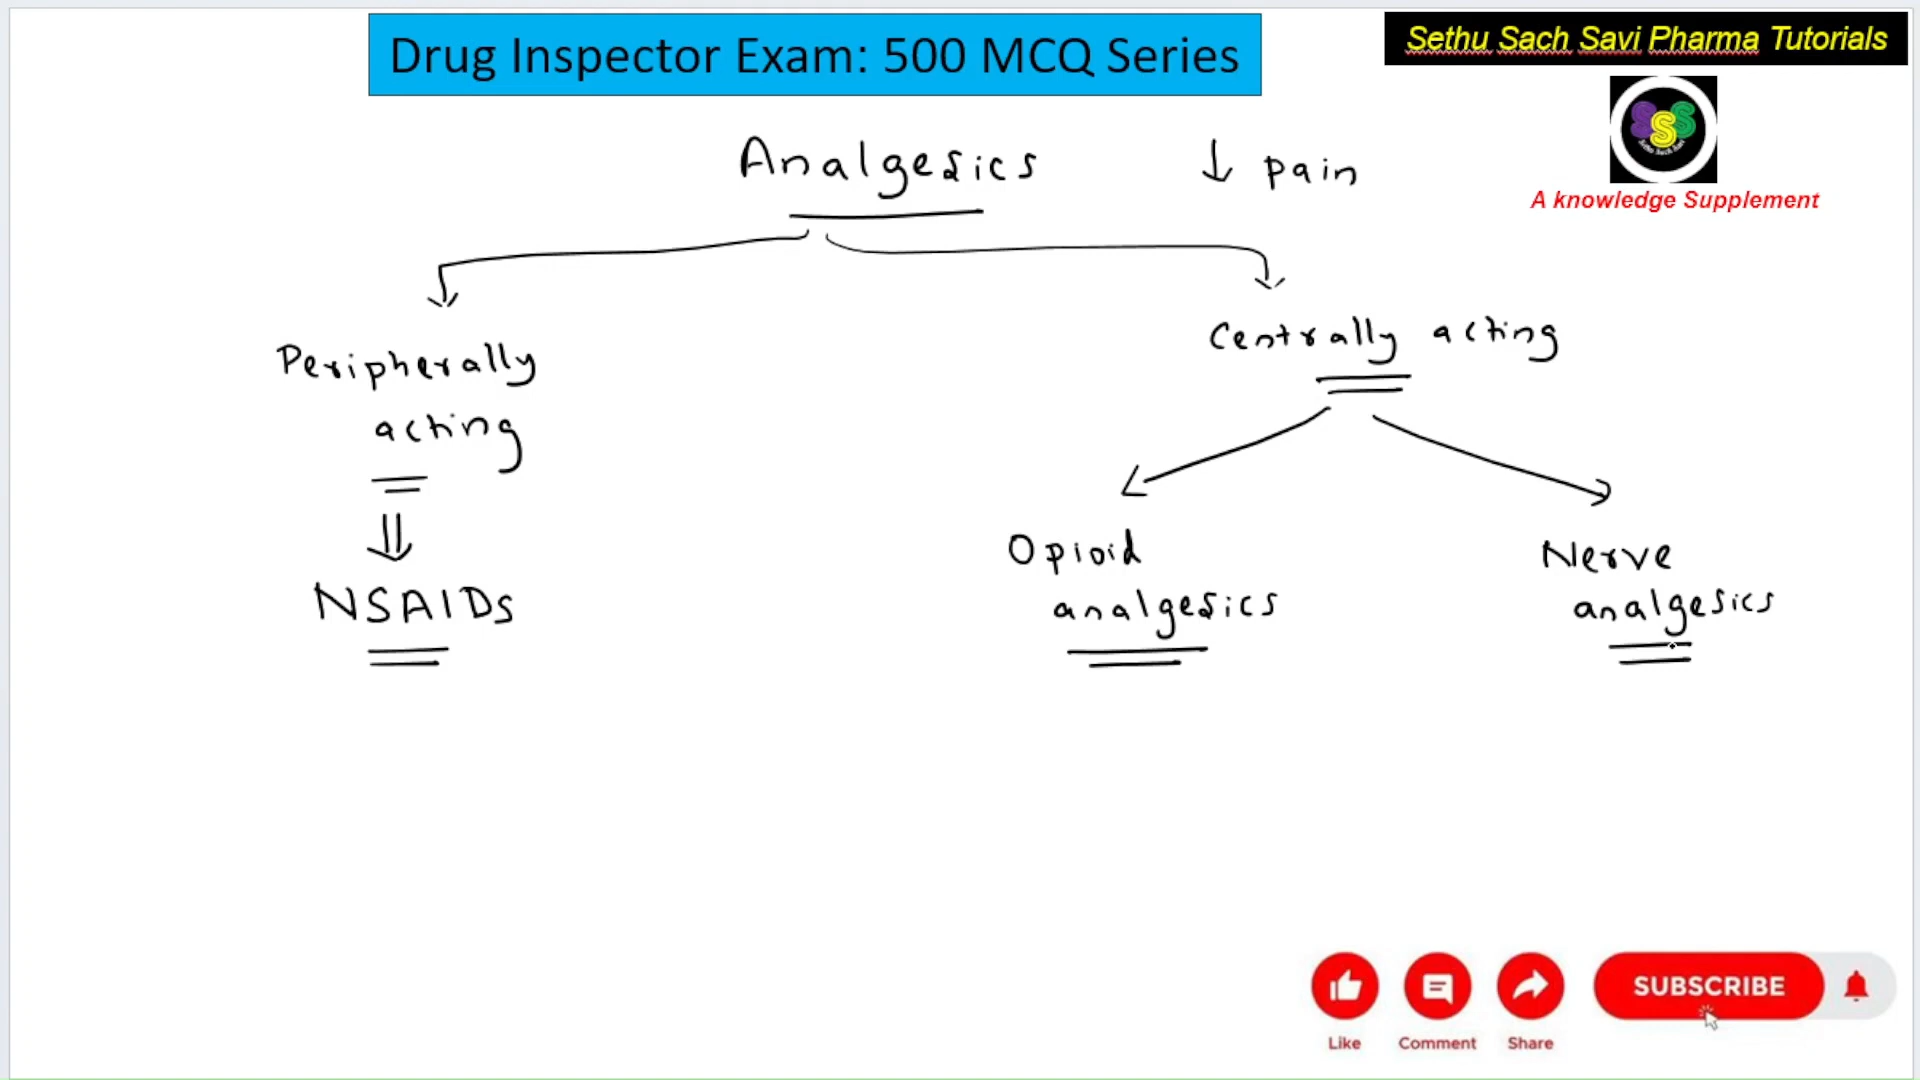 Drug Inspector Exam: 500 MCQ Series
Sethu Sach Savi Pharma Tutorials
SSS
A knowledge Supplement
Analgesics ↓ pain
Peripherally
acting
NSAIDs
Centrally acting
Opioid
analgesics
Nerve
analgesics
SUBSCRIBE
Like Comment Share